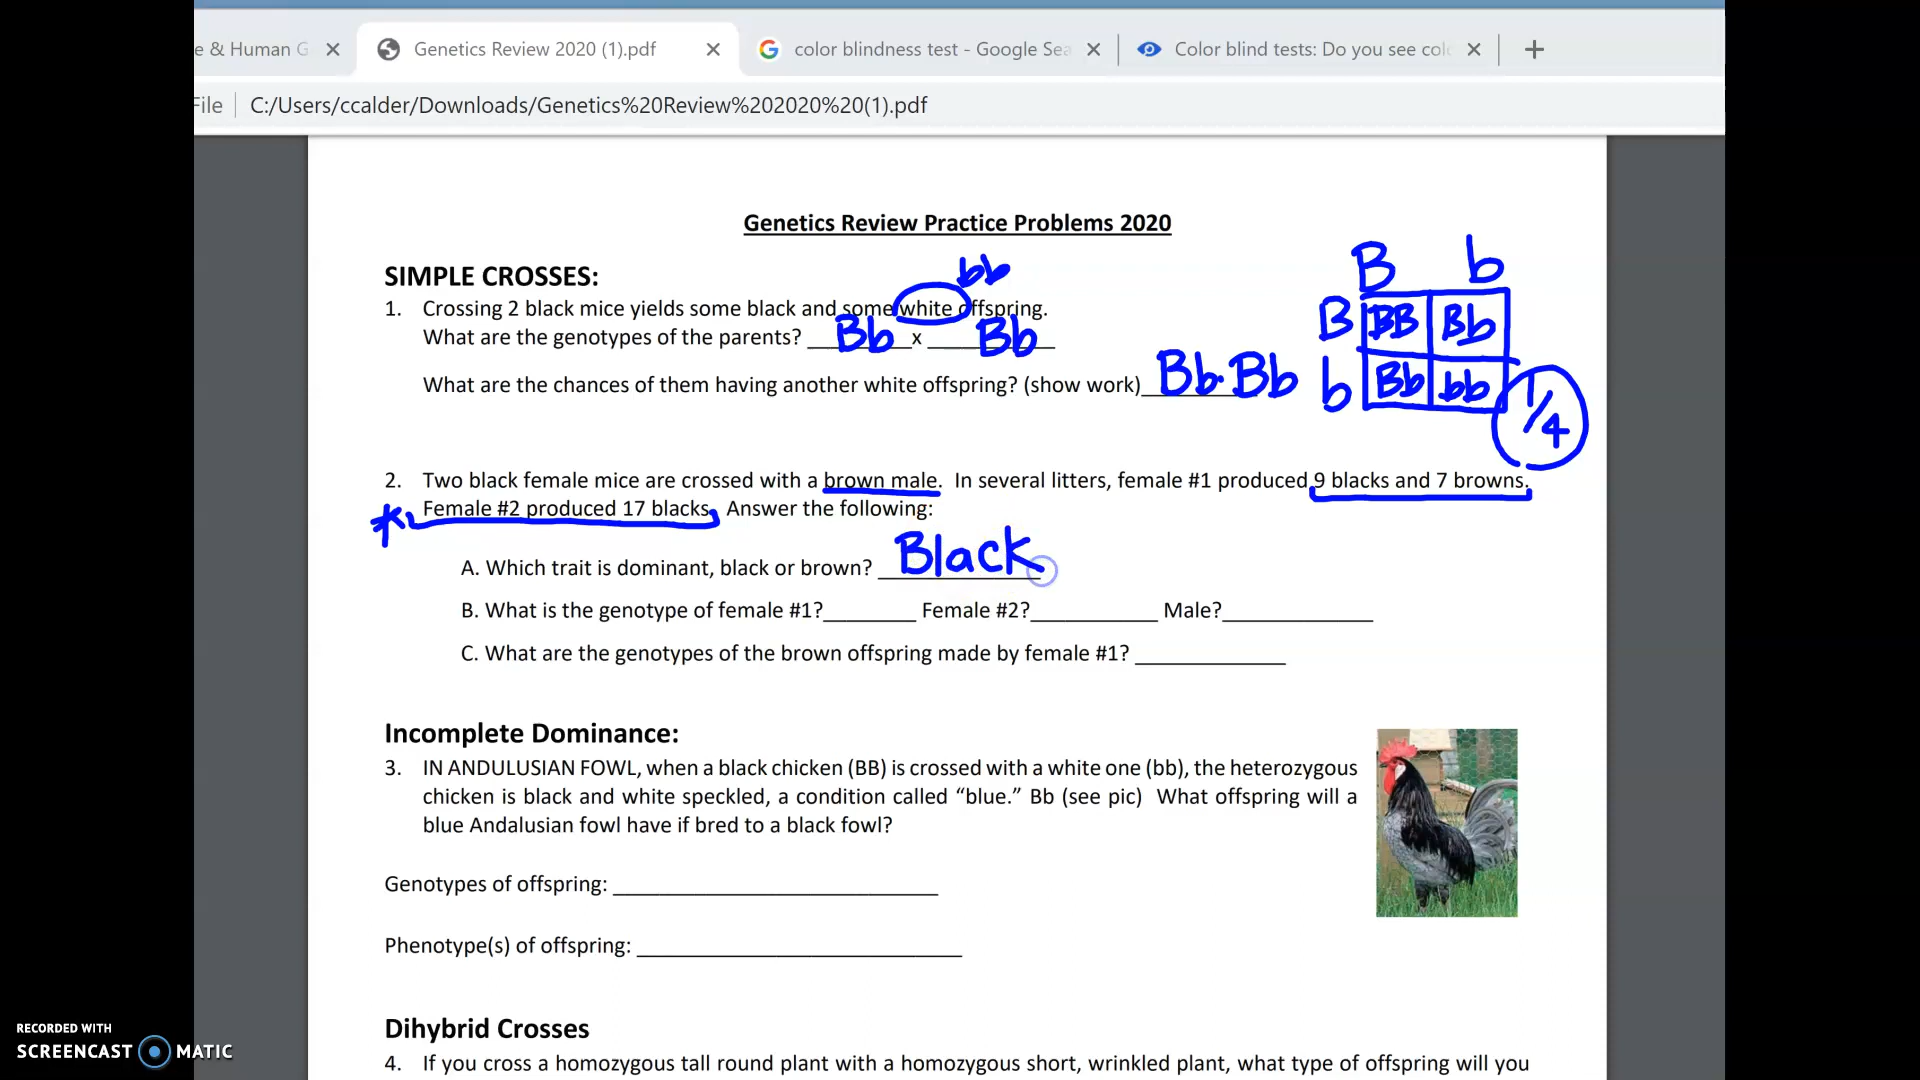 e & Human G
Genetics Review 2020 (1).pdf
color blindness test - Google Sea
Color blind tests: Do you see colo
File C:/Users/ccalder/Downloads/Genetics%20Review%202020%20(1).pdf
Genetics Review Practice Problems 2020
B b
SIMPLE CROSSES:
bb
1. Crossing 2 black mice yields some black and some white offspring.
B BB Bb
What are the genotypes of the parents? Bb x Bb
What are the chances of them having another white offspring? (show work) Bb · Bb
b Bb bb
1/4
2. Two black female mice are crossed with a brown male. In several litters, female #1 produced 9 blacks and 7 browns.
* Female #2 produced 17 blacks. Answer the following:
A. Which trait is dominant, black or brown? Black
B. What is the genotype of female #1?________ Female #2?___________ Male?_____________
C. What are the genotypes of the brown offspring made by female #1? _____________
Incomplete Dominance:
3. IN ANDULUSIAN FOWL, when a black chicken (BB) is crossed with a white one (bb), the heterozygous
chicken is black and white speckled, a condition called “blue.” Bb (see pic) What offspring will a
blue Andalusian fowl have if bred to a black fowl?
Genotypes of offspring: ____________________________
Phenotype(s) of offspring: ____________________________
Dihybrid Crosses
4. If you cross a homozygous tall round plant with a homozygous short, wrinkled plant, what type of offspring will you
RECORDED WITH
SCREENCAST MATIC